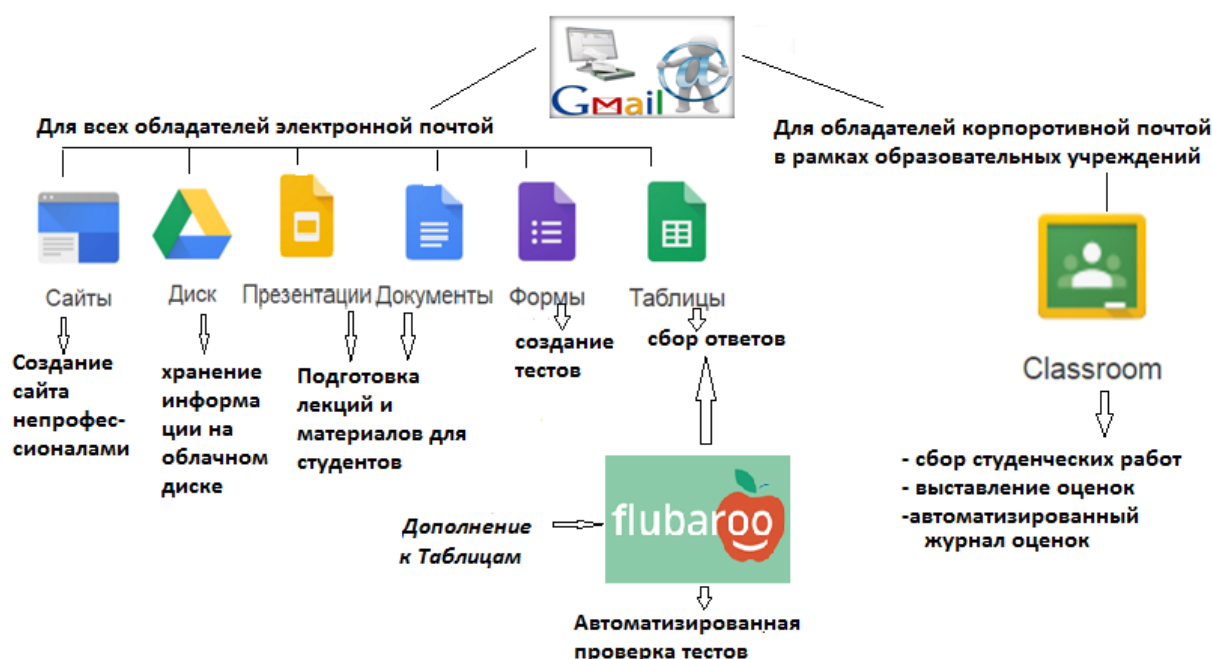 Gmail
Для всех обладателей электронной почтой
Для обладателей корпоротивной почтой
в рамках образовательных учреждений
Сайты
Диск
Презентации
Документы
Формы
Таблицы
Создание
сайта
непрофес-
сионалами
хранение
информа
ции на
облачном
диске
Подготовка
лекций и
материалов для
студентов
создание
тестов
сбор ответов
Classroom
- сбор студенческих работ
- выставление оценок
-автоматизированный
журнал оценок
Дополнение
к Таблицам
flubaroo
Автоматизированная
проверка тестов